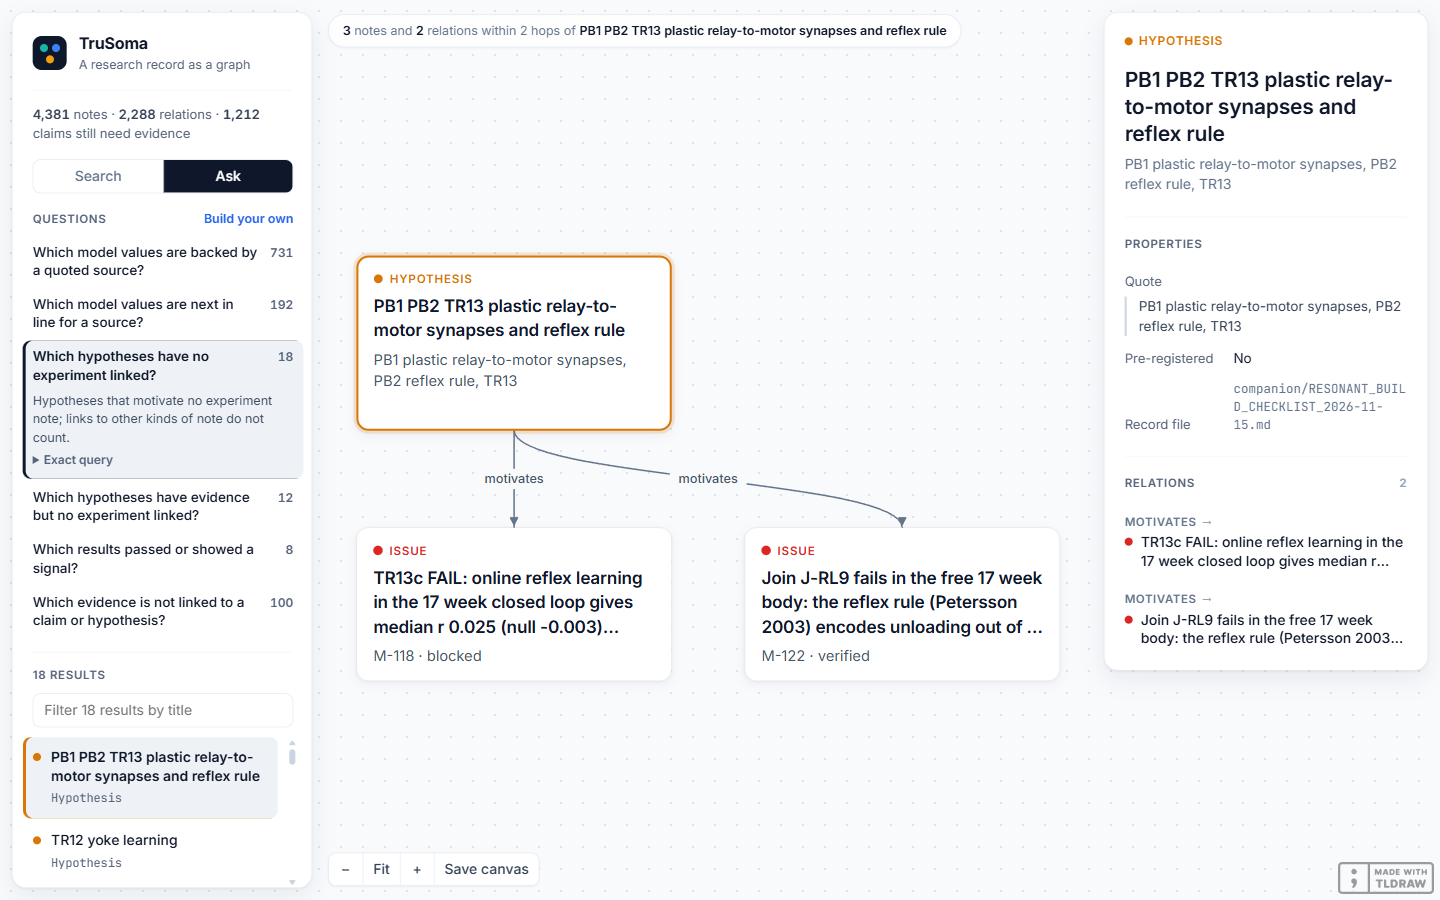 TruSoma
A research record as a graph
4,381 notes · 2,288 relations · 1,212
claims still need evidence
Search
Ask
QUESTIONS
Build your own
Which model values are backed by
a quoted source?
731
Which model values are next in
line for a source?
192
Which hypotheses have no
experiment linked?
18
Hypotheses that motivate no experiment
note; links to other kinds of note do not
count.
Exact query
Which hypotheses have evidence
but no experiment linked?
12
Which results passed or showed a
signal?
8
Which evidence is not linked to a
claim or hypothesis?
100
18 RESULTS
Filter 18 results by title
PB1 PB2 TR13 plastic relay-to-
motor synapses and reflex rule
Hypothesis
TR12 yoke learning
Hypothesis
3 notes and 2 relations within 2 hops of PB1 PB2 TR13 plastic relay-to-motor synapses and reflex rule
HYPOTHESIS
PB1 PB2 TR13 plastic relay-to-
motor synapses and reflex rule
PB1 plastic relay-to-motor synapses,
PB2 reflex rule, TR13
motivates
motivates
ISSUE
TR13c FAIL: online reflex learning
in the 17 week closed loop gives
median r 0.025 (null -0.003)...
M-118 · blocked
ISSUE
Join J-RL9 fails in the free 17 week
body: the reflex rule (Petersson
2003) encodes unloading out of ...
M-122 · verified
− Fit + Save canvas
HYPOTHESIS
PB1 PB2 TR13 plastic relay-
to-motor synapses and
reflex rule
PB1 plastic relay-to-motor synapses, PB2
reflex rule, TR13
PROPERTIES
Quote
PB1 plastic relay-to-motor synapses, PB2
reflex rule, TR13
Pre-registered No
companion/RESONANT_BUIL
D_CHECKLIST_2026-11-
Record file 15.md
RELATIONS 2
MOTIVATES →
TR13c FAIL: online reflex learning in the
17 week closed loop gives median r...
MOTIVATES →
Join J-RL9 fails in the free 17 week
body: the reflex rule (Petersson 2003...
MADE WITH
TLDRAW